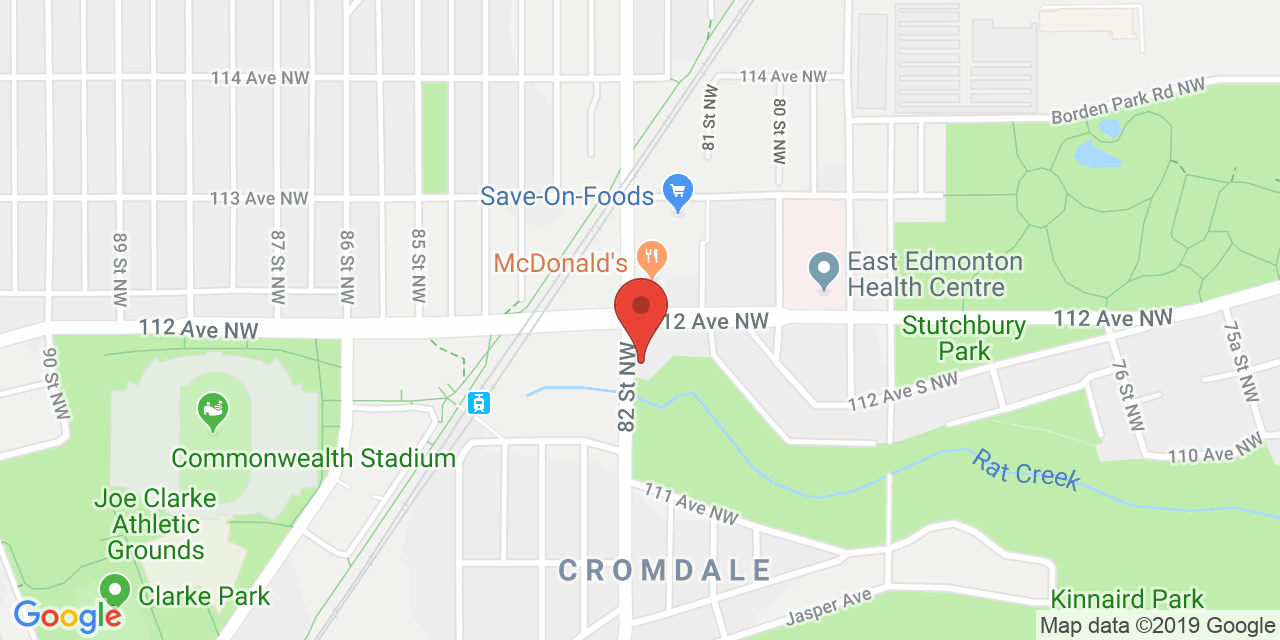 114 Ave NW
114 Ave NW
Borden Park Rd NW
81 St NW
80 St NW
113 Ave NW
Save-On-Foods
89 St NW
87 St NW
86 St NW
85 St NW
McDonald's
East Edmonton
Health Centre
112 Ave NW
12 Ave NW
112 Ave NW
Stutchbury
Park
75a St NW
76 St NW
90 St NW
82 St NW
112 Ave S NW
Commonwealth Stadium
110 Ave NW
Rat Creek
Joe Clarke
Athletic
Grounds
111 Ave NW
CROMDALE
Clarke Park
Jasper Ave
Kinnaird Park
Google
Map data ©2019 Google